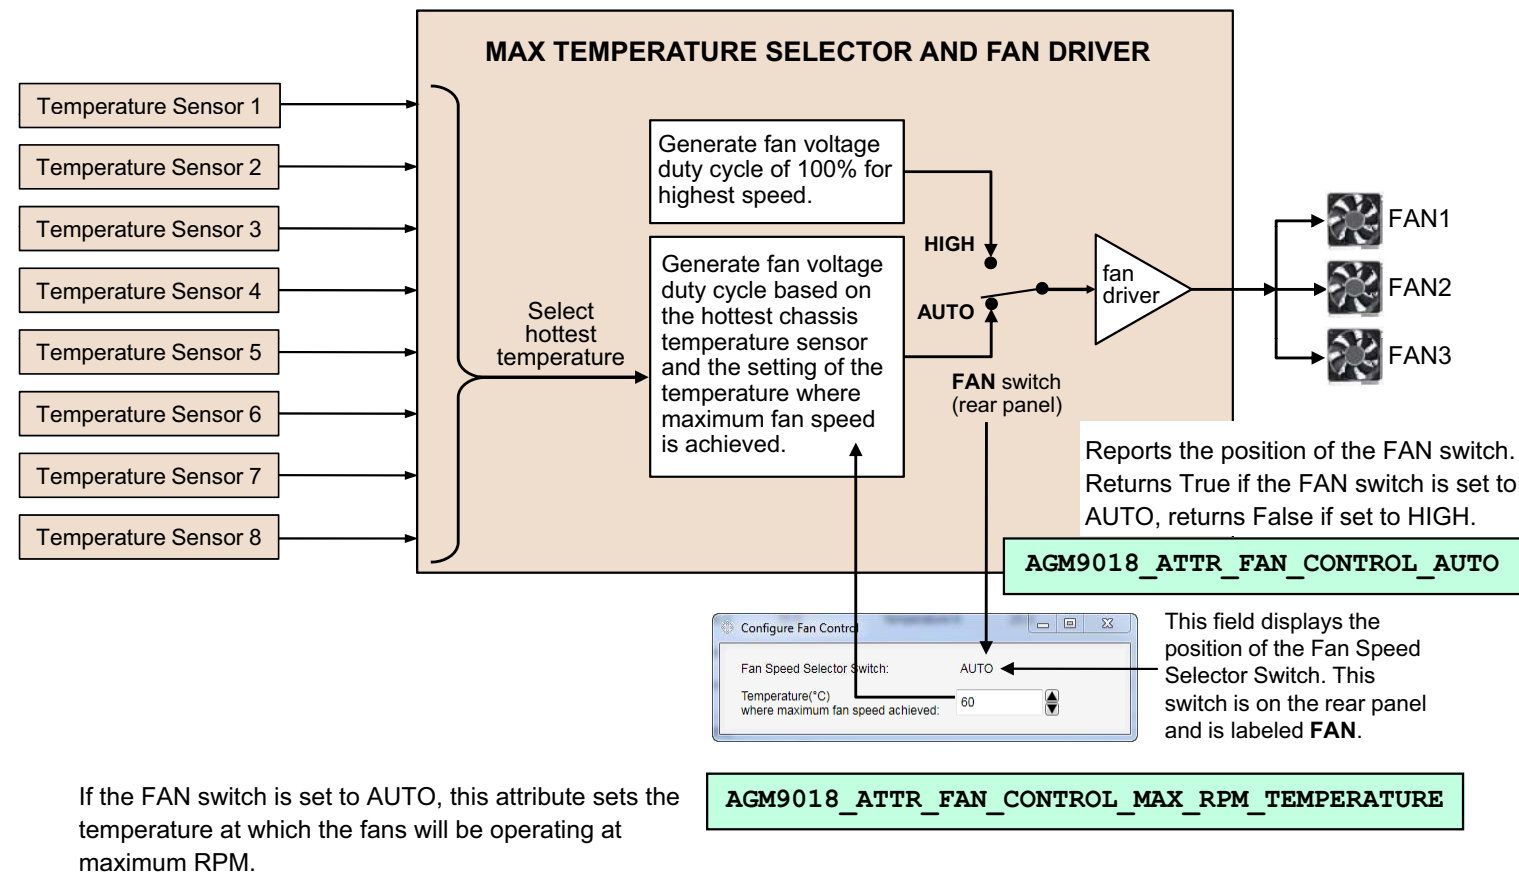 MAX TEMPERATURE SELECTOR AND FAN DRIVER
Temperature Sensor 1
Temperature Sensor 2
Temperature Sensor 3
Temperature Sensor 4
Temperature Sensor 5
Temperature Sensor 6
Temperature Sensor 7
Temperature Sensor 8
Select
hottest
temperature
Generate fan voltage
duty cycle of 100% for
highest speed.
Generate fan voltage
duty cycle based on
the hottest chassis
temperature sensor
and the setting of the
temperature where
maximum fan speed
is achieved.
HIGH
AUTO
FAN switch
(rear panel)
fan
driver
FAN1
FAN2
FAN3
Reports the position of the FAN switch.
Returns True if the FAN switch is set to
AUTO, returns False if set to HIGH.
AGM9018_ATTR_FAN_CONTROL_AUTO
Configure Fan Control
Fan Speed Selector Switch:
AUTO
Temperature(°C)
where maximum fan speed achieved:
60
This field displays the
position of the Fan Speed
Selector Switch. This
switch is on the rear panel
and is labeled FAN.
If the FAN switch is set to AUTO, this attribute sets the
temperature at which the fans will be operating at
maximum RPM.
AGM9018_ATTR_FAN_CONTROL_MAX_RPM_TEMPERATURE